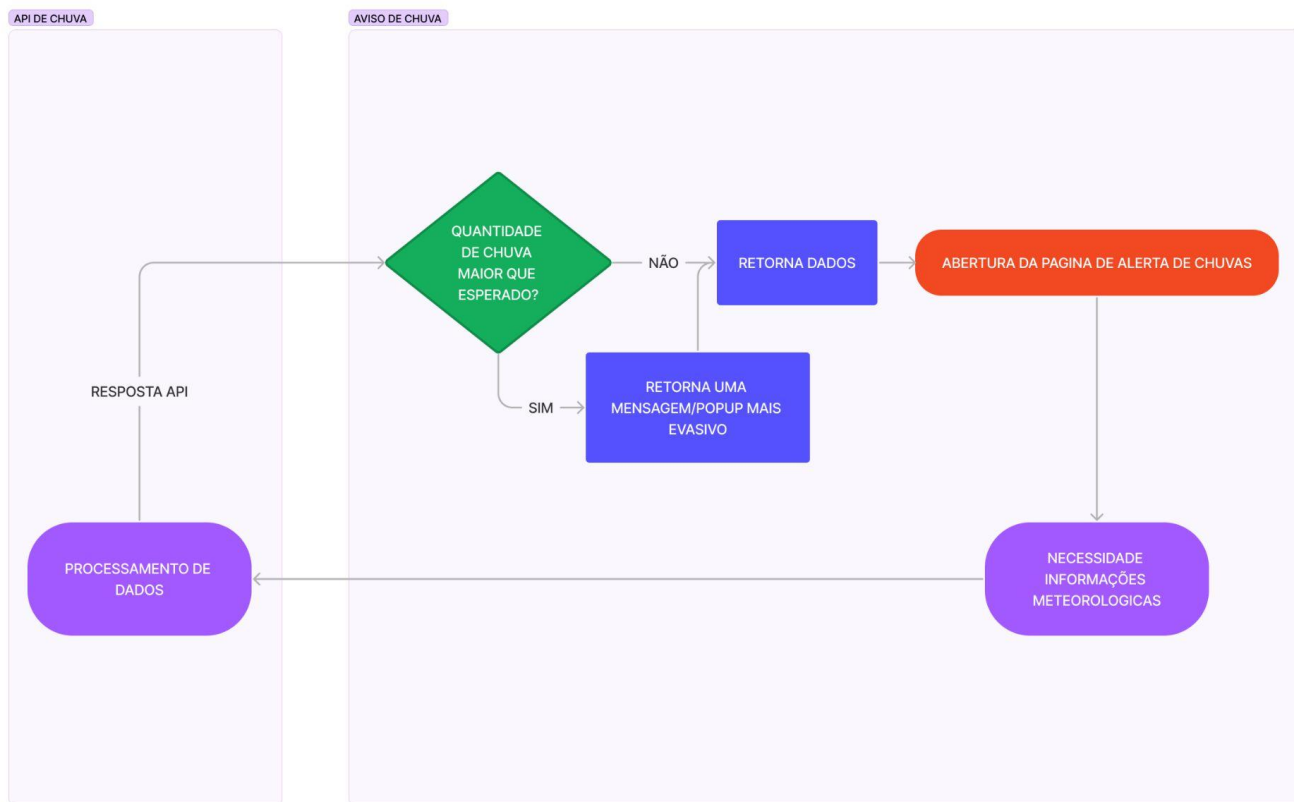 API DE CHUVA
AVISO DE CHUVA
QUANTIDADE
DE CHUVA
MAIOR QUE
ESPERADO?
NÃO
RETORNA DADOS
ABERTURA DA PAGINA DE ALERTA DE CHUVAS
RESPOSTA API
SIM
RETORNA UMA
MENSAGEM/POPUP MAIS
EVASIVO
PROCESSAMENTO DE
DADOS
NECESSIDADE
INFORMAÇÕES
METEOROLOGICAS